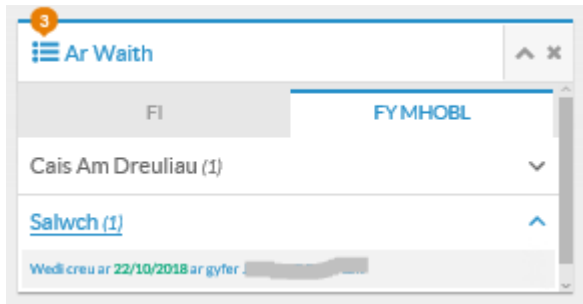 3
Ar Waith
FI FY MHOBL
Cais Am Dreuliau (1)
Salwch (1)
Wedi creu ar 22/10/2018 ar gyfer